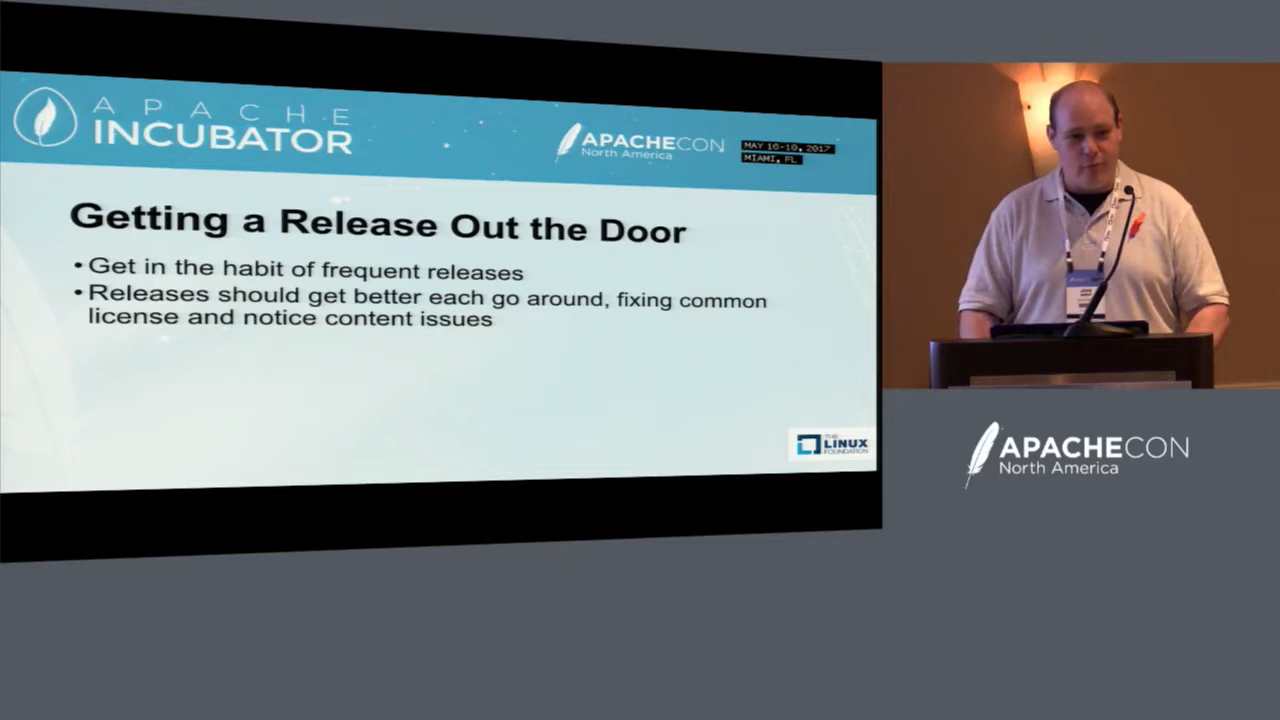 APACHE
INCUBATOR
APACHECON
North America
MAY 16-18, 2017
MIAMI, FL
Getting a Release Out the Door
• Get in the habit of frequent releases
• Releases should get better each go around, fixing common
license and notice content issues
THE
LINUX
FOUNDATION
APACHECON
North America